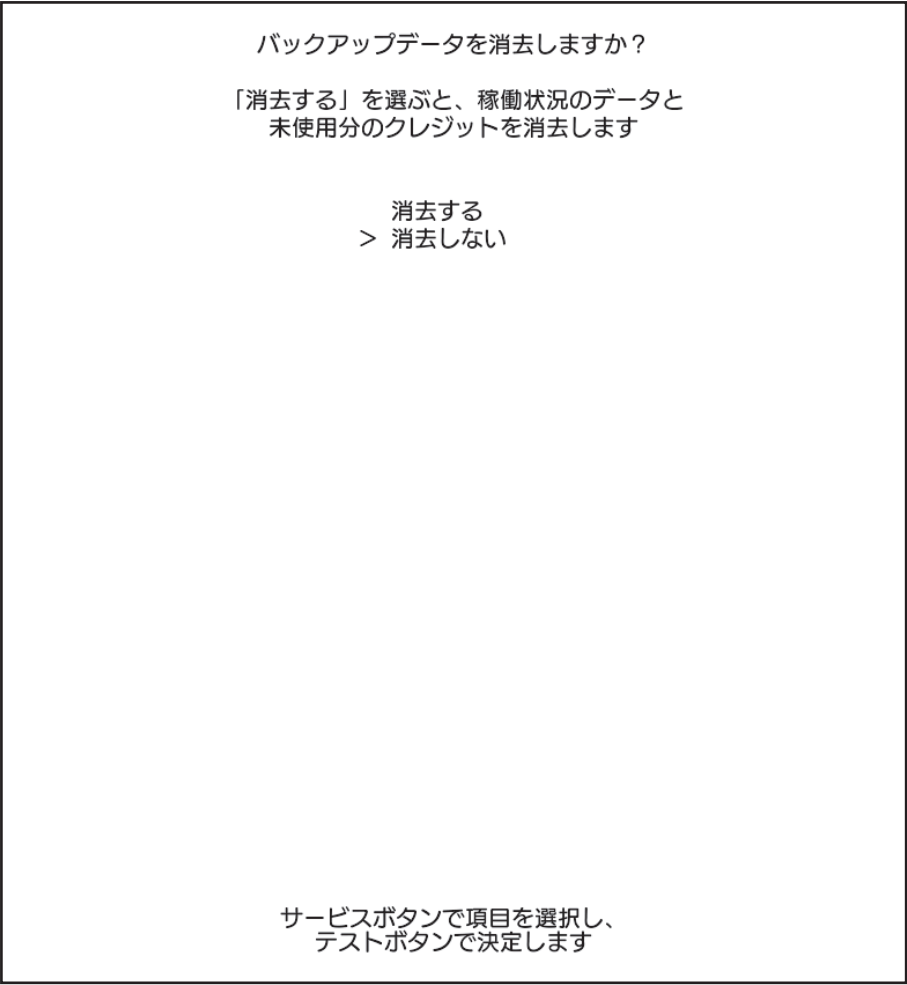 バックアップデータを消去しますか？
「消去する」を選ぶと、稼働状況のデータと
未使用分のクレジットを消去します
消去する
＞ 消去しない
サービスボタンで項目を選択し、
テストボタンで決定します